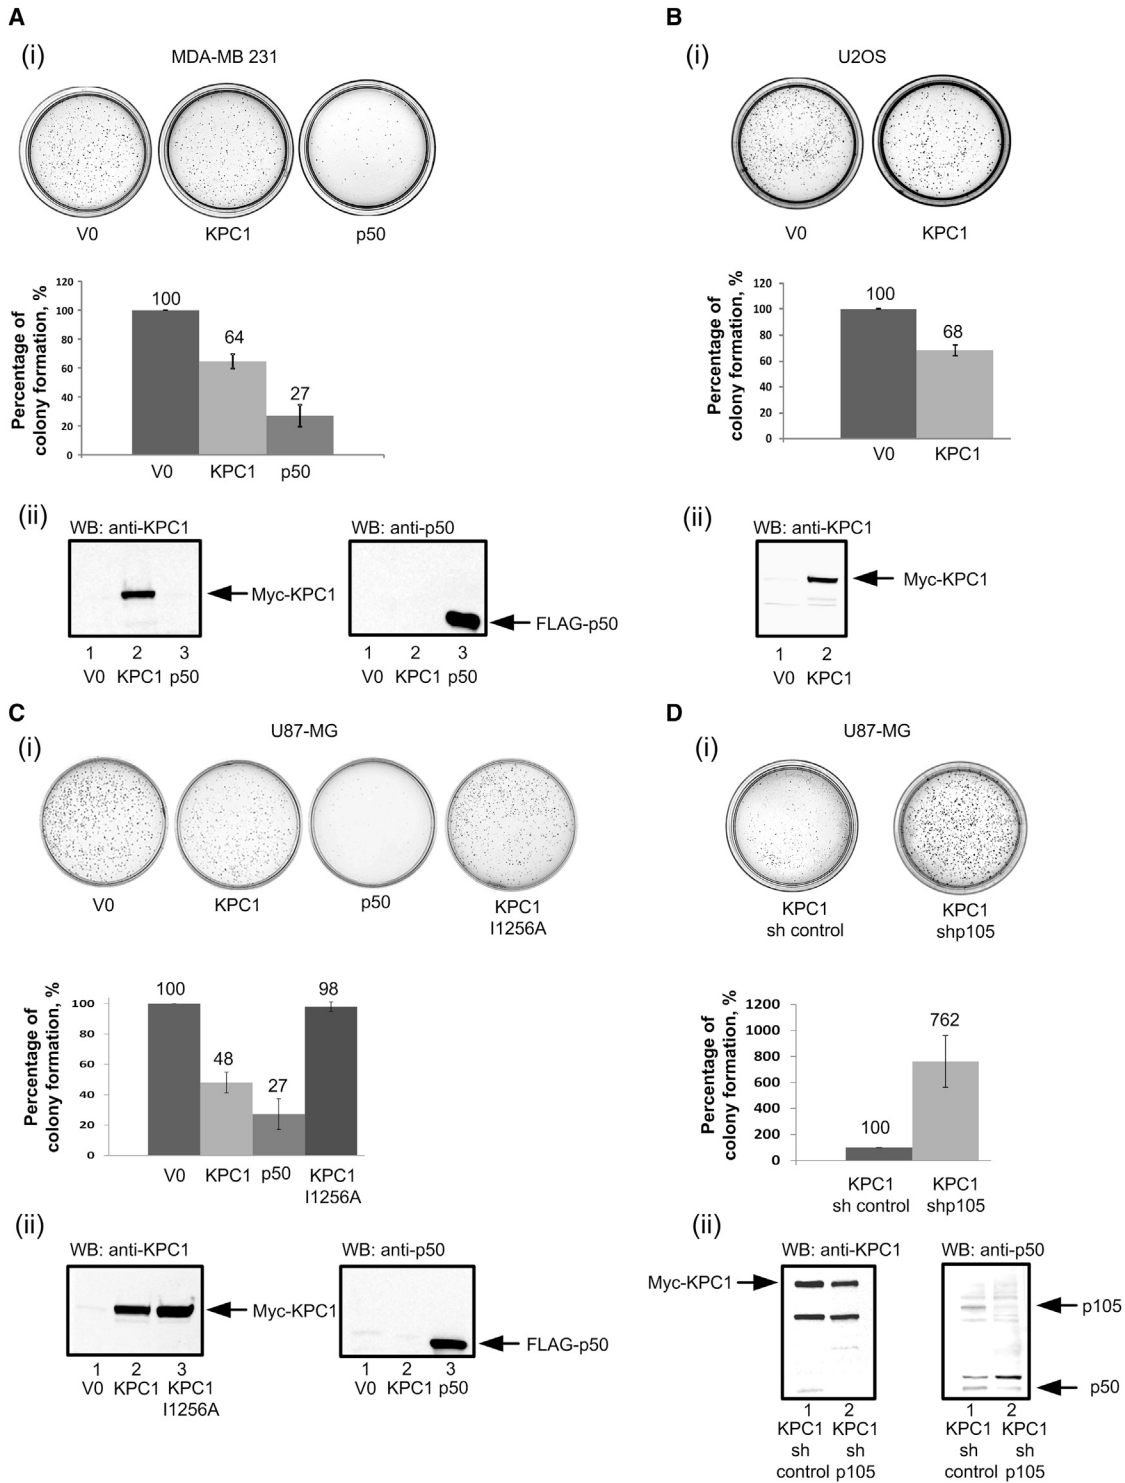 A
(i)
MDA-MB 231
V0 KPC1 p50
Percentage of
colony formation, %
120
100
80
60
40
20
0
100
64
27
V0 KPC1 p50
(ii)
WB: anti-KPC1
Myc-KPC1
1 2 3
V0 KPC1 p50
WB: anti-p50
FLAG-p50
1 2 3
V0 KPC1 p50
B
(i)
U2OS
V0 KPC1
Percentage of
colony formation, %
120
100
80
60
40
20
0
100
68
V0 KPC1
(ii)
WB: anti-KPC1
Myc-KPC1
1 2
V0 KPC1
C
(i)
U87-MG
V0 KPC1 p50 KPC1
I1256A
Percentage of
colony formation, %
100
80
60
40
20
0
100
48
27
98
V0 KPC1 p50 KPC1
I1256A
(ii)
WB: anti-KPC1
Myc-KPC1
1 2 3
V0 KPC1 KPC1
I1256A
WB: anti-p50
FLAG-p50
1 2 3
V0 KPC1 p50
D
(i)
U87-MG
KPC1 KPC1
sh control shp105
Percentage of
colony formation, %
1200
1000
800
600
400
200
0
100
762
KPC1 KPC1
sh control shp105
(ii)
WB: anti-KPC1
Myc-KPC1
1 2
KPC1 KPC1
sh sh
control p105
WB: anti-p50
p105
p50
1 2
KPC1 KPC1
sh sh
control p105